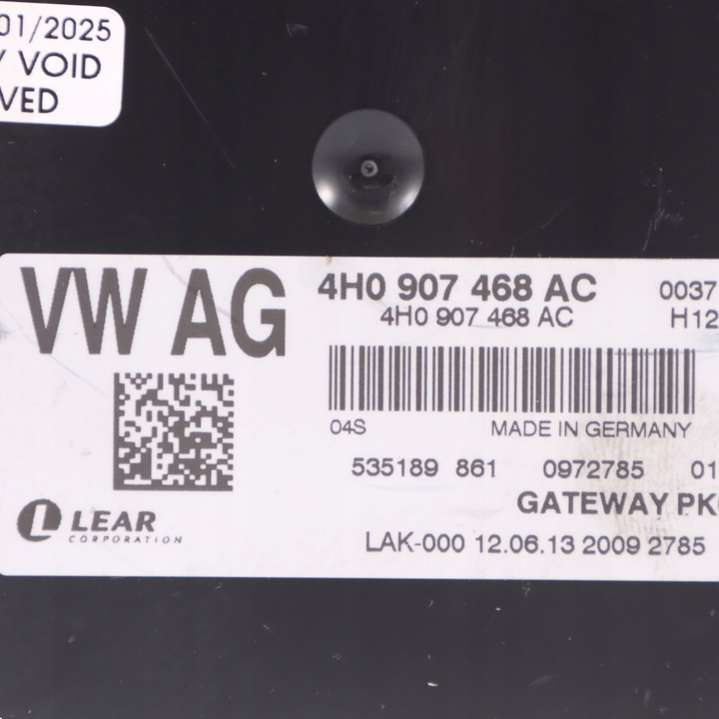 01/2025
VOID
VED
VW AG
4H0 907 468 AC 0037
4H0 907 468 AC H12
04S MADE IN GERMANY
535189 861 0972785 01
GATEWAY PK
LEAR
CORPORATION
LAK-000 12.06.13 2009 2785